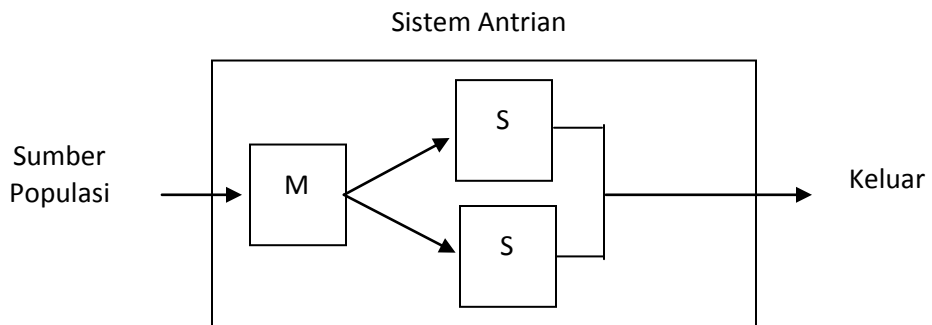 Sistem Antrian
Sumber
Populasi
M
S
S
Keluar